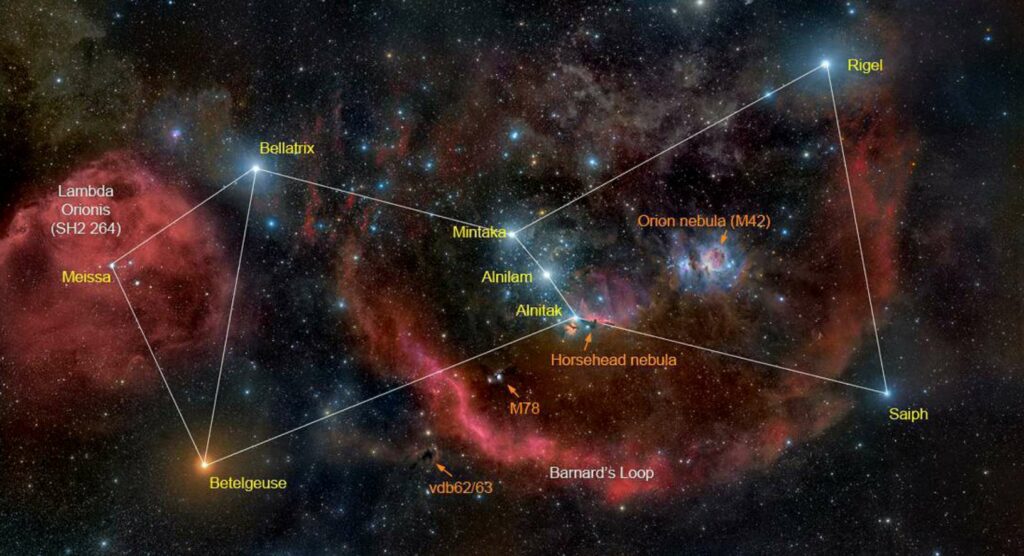 Rigel
Bellatrix
Lambda
Orionis
(SH2 264)
Orion nebula (M42)
Mintaka
Meissa
Alnilam
Alnitak
Horsehead nebula
M78
Saiph
Barnard's Loop
Betelgeuse
vdb62/63